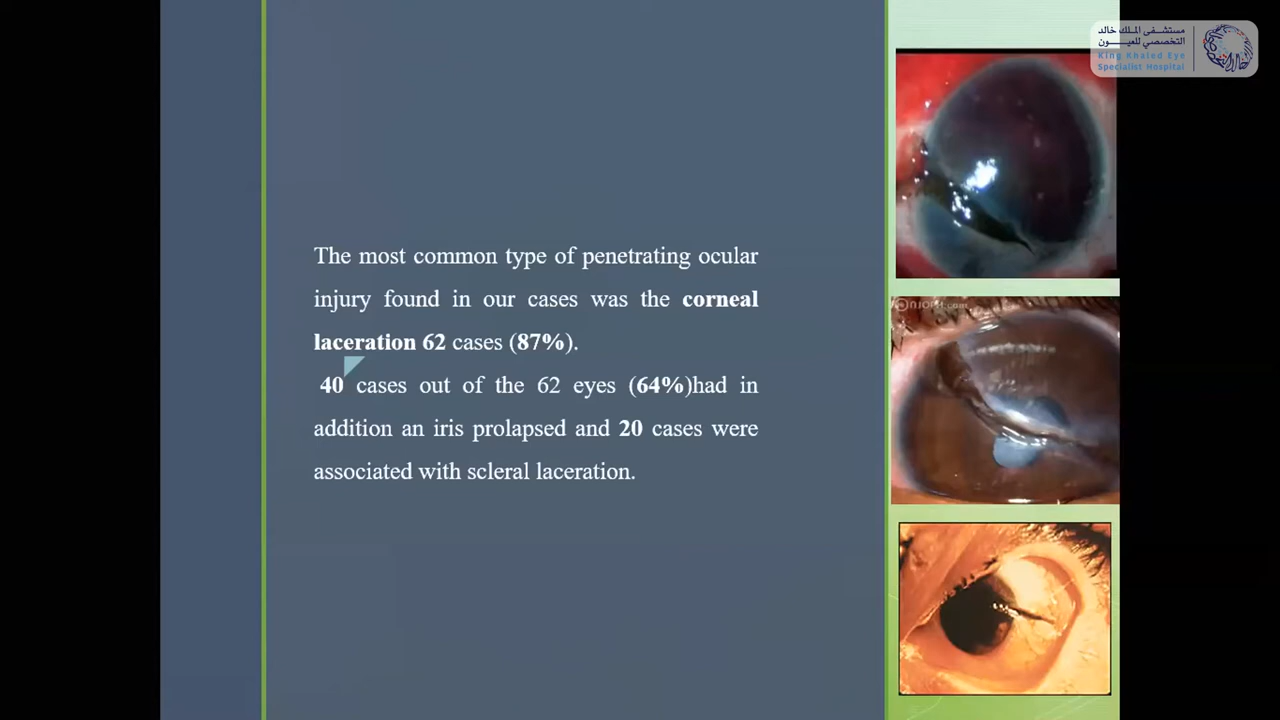 مستشفى الملك خالد
التخصصي للعيون
King Khaled Eye
Specialist Hospital
The most common type of penetrating ocular
injury found in our cases was the corneal
laceration 62 cases (87%).
40 cases out of the 62 eyes (64%)had in
addition an iris prolapsed and 20 cases were
associated with scleral laceration.